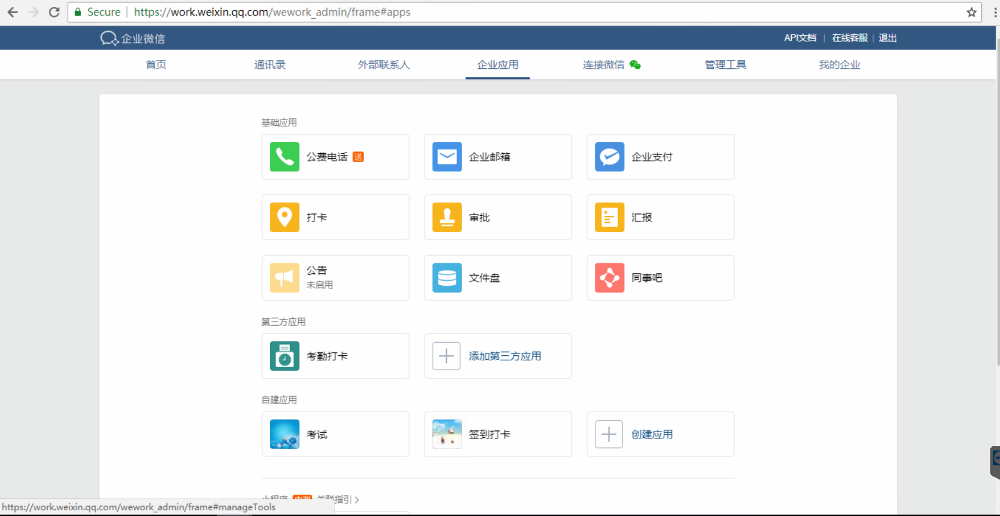 Secure | https://work.weixin.qq.com/wework_admin/frame#apps
企业微信
API文档 | 在线客服 | 退出
首页 通讯录 外部联系人 企业应用 连接微信 管理工具 我的企业
基础应用
公费电话 送
企业邮箱
企业支付
打卡
审批
汇报
公告
未启用
文件盘
同事吧
第三方应用
考勤打卡
添加第三方应用
自建应用
考试
签到打卡
创建应用
小程序 内测 关联指引
https://work.weixin.qq.com/wework_admin/frame#manageTools